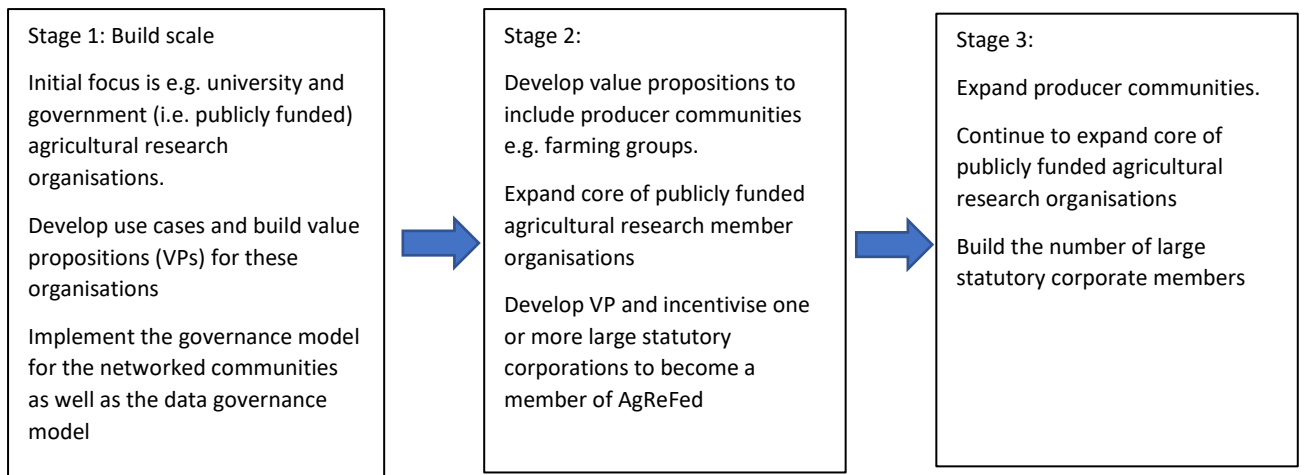 Stage 1: Build scale
Initial focus is e.g. university and
government (i.e. publicly funded)
agricultural research
organisations.
Develop use cases and build value
propositions (VPs) for these
organisations
Implement the governance model
for the networked communities
as well as the data governance
model
Stage 2:
Develop value propositions to
include producer communities
e.g. farming groups.
Expand core of publicly funded
agricultural research member
organisations
Develop VP and incentivise one
or more large statutory
corporations to become a
member of AgReFed
Stage 3:
Expand producer communities.
Continue to expand core of
publicly funded agricultural
research organisations
Build the number of large
statutory corporate members